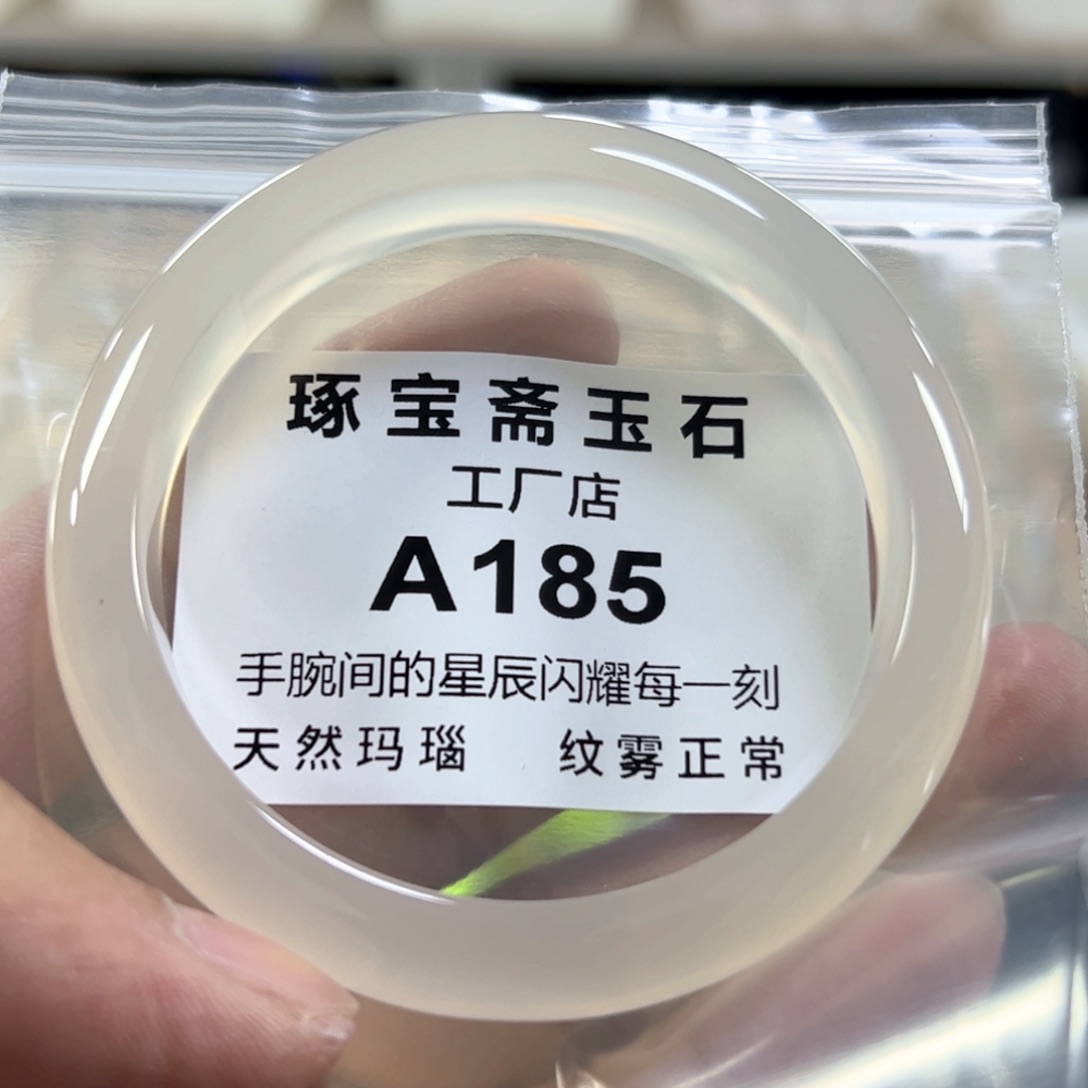 琢宝斋玉石
工厂店
A185
手腕间的星辰闪耀每一刻
天然玛瑙 纹雾正常